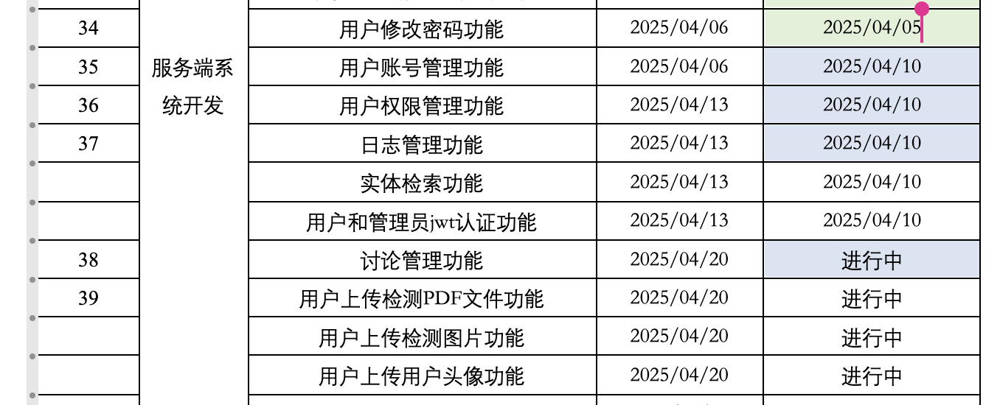 34 用户修改密码功能 2025/04/06 2025/04/05
35 服务端系 用户账号管理功能 2025/04/06 2025/04/10
36 统开发 用户权限管理功能 2025/04/13 2025/04/10
37 日志管理功能 2025/04/13 2025/04/10
实体检索功能 2025/04/13 2025/04/10
用户和管理员jwt认证功能 2025/04/13 2025/04/10
38 讨论管理功能 2025/04/20 进行中
39 用户上传检测PDF文件功能 2025/04/20 进行中
用户上传检测图片功能 2025/04/20 进行中
用户上传用户头像功能 2025/04/20 进行中